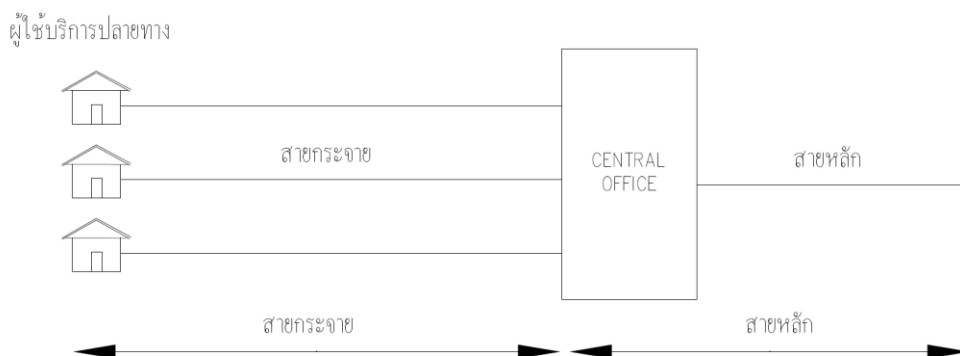 ผู้ใช้บริการปลายทาง
สายกระจาย
CENTRAL
OFFICE
สายหลัก
สายกระจาย
สายหลัก